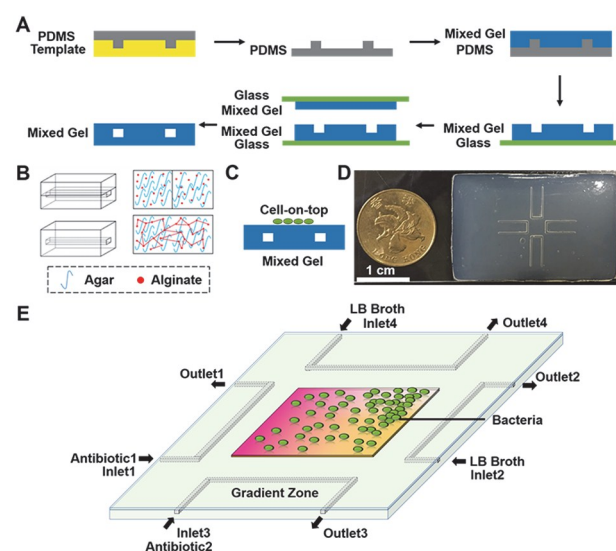 A
PDMS
Template
PDMS
Mixed Gel
PDMS
Glass
Mixed Gel
Mixed Gel
Mixed Gel
Glass
Mixed Gel
Glass
B
Agar
Alginate
C
Cell-on-top
Mixed Gel
D
1 cm
E
LB Broth
Inlet4
Outlet4
Outlet1
Outlet2
Bacteria
Antibiotic1
Inlet1
LB Broth
Inlet2
Gradient Zone
Inlet3
Antibiotic2
Outlet3